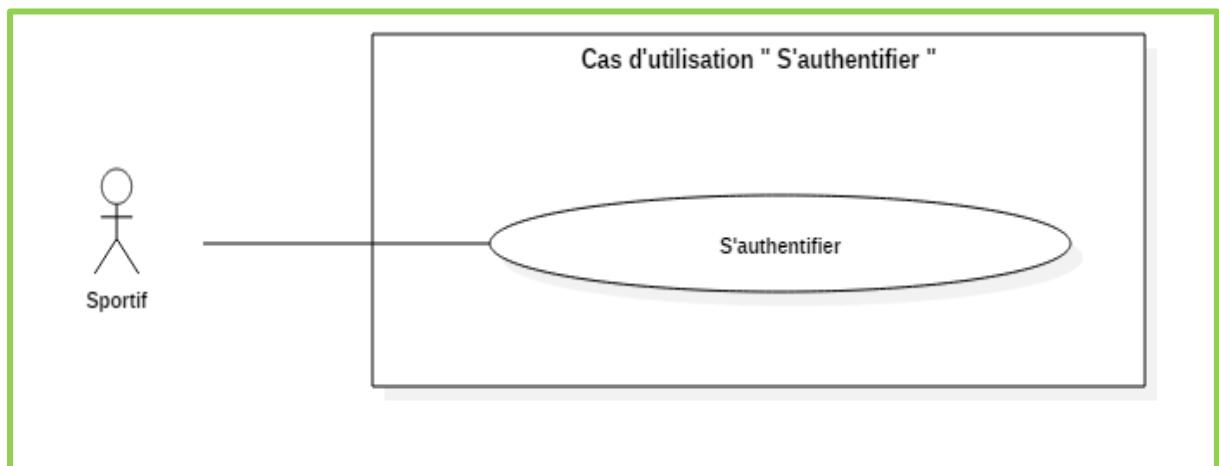 Cas d'utilisation " S'authentifier "
S'authentifier
Sportif